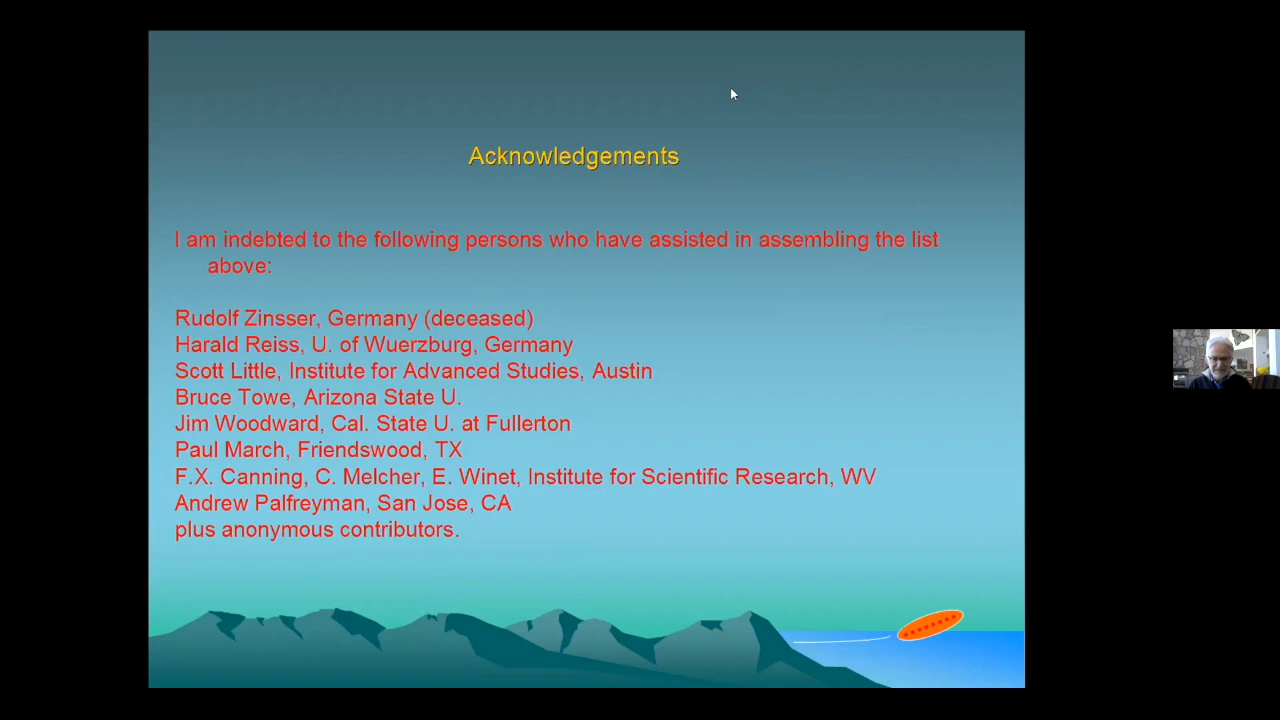 Acknowledgements
I am indebted to the following persons who have assisted in assembling the list
above:
Rudolf Zinsser, Germany (deceased)
Harald Reiss, U. of Wuerzburg, Germany
Scott Little, Institute for Advanced Studies, Austin
Bruce Towe, Arizona State U.
Jim Woodward, Cal. State U. at Fullerton
Paul March, Friendswood, TX
F.X. Canning, C. Melcher, E. Winet, Institute for Scientific Research, WV
Andrew Palfreyman, San Jose, CA
plus anonymous contributors.